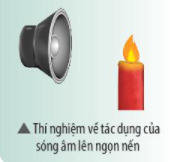 ▲ Thí nghiệm về tác dụng của
sóng âm lên ngọn nến